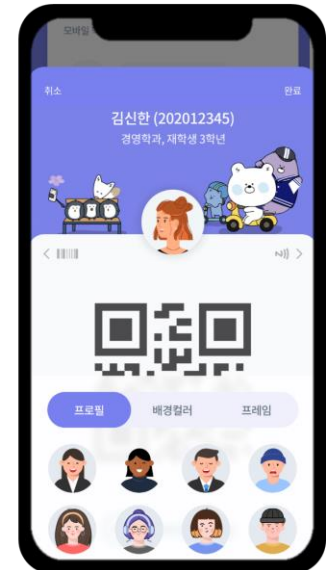 모바일
취소
완료
김신한 (202012345)
경영학과, 재학생 3학년
프로필
배경컬러
프레임